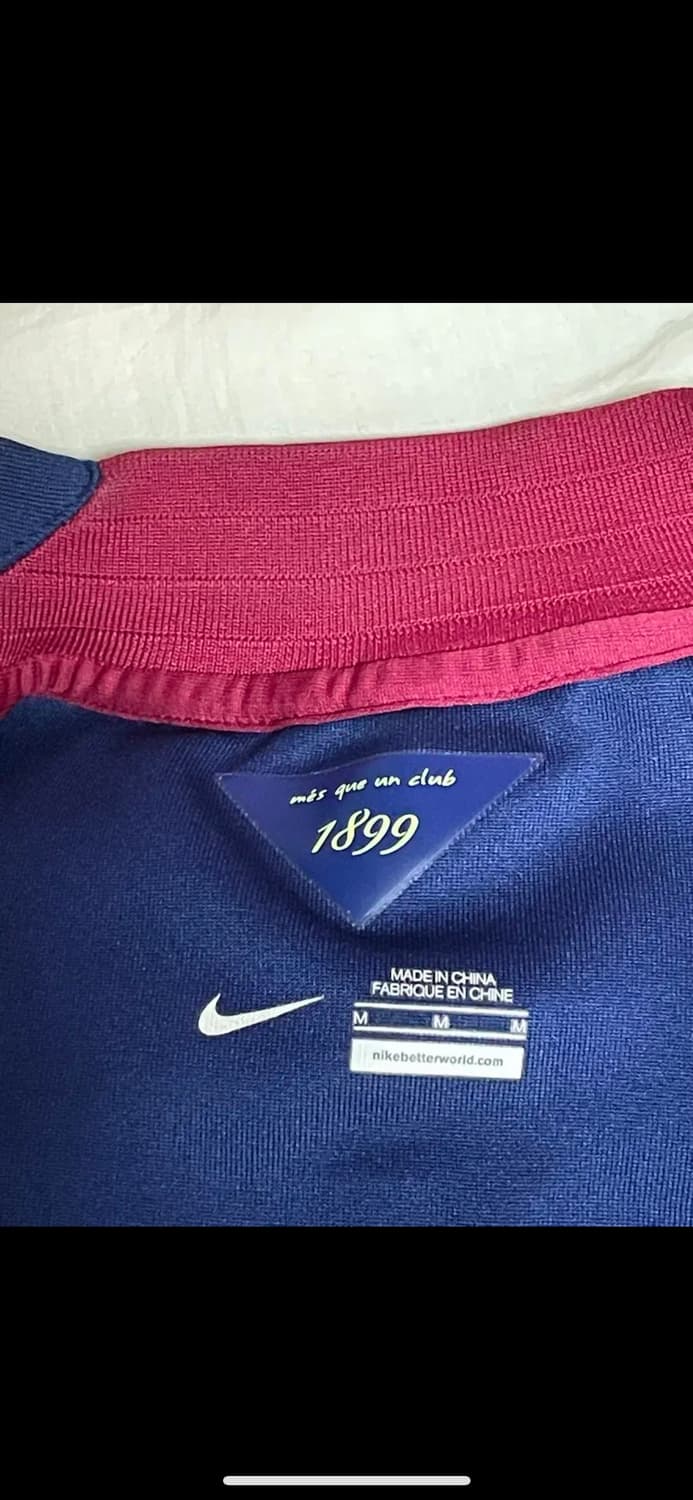 més que un club
1899
MADE IN CHINA
FABRIQUE EN CHINE
M M M
nikebetterworld.com